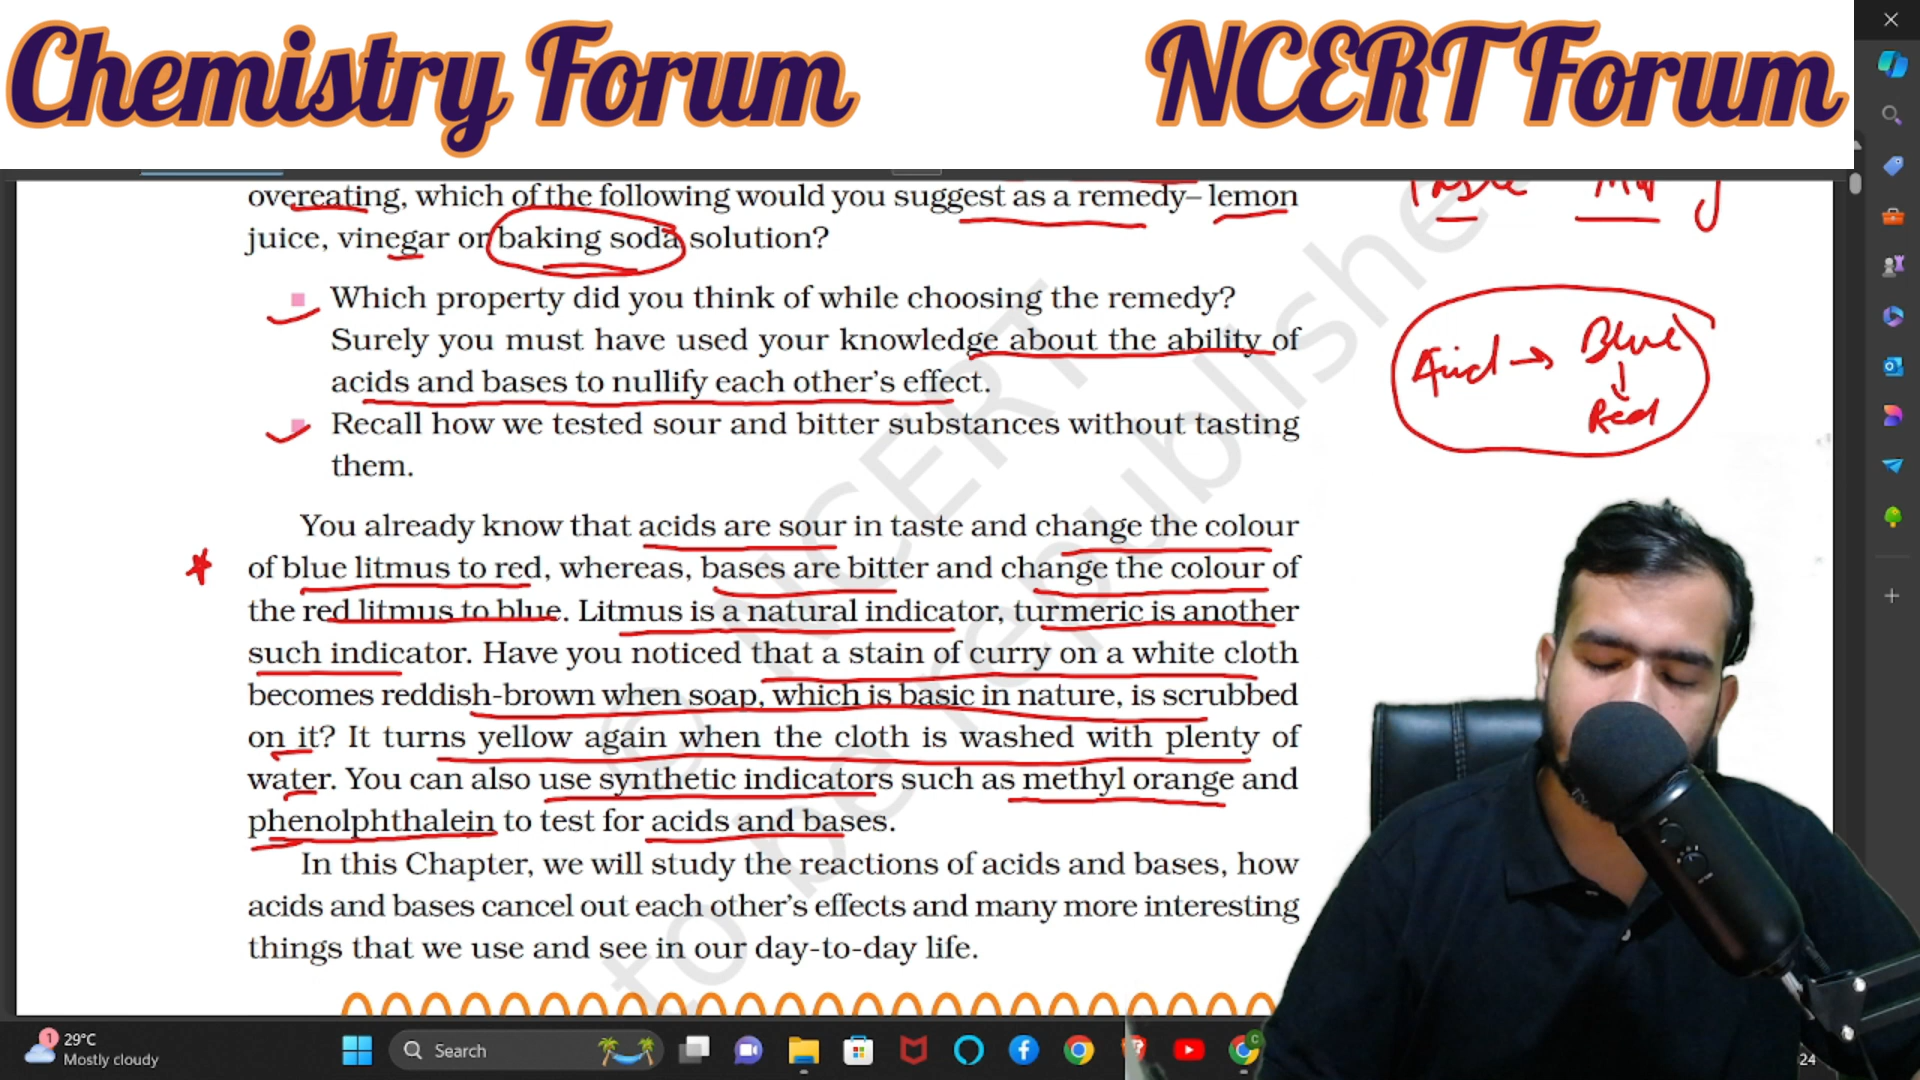 Chemistry Forum NCERT Forum
overeating, which of the following would you suggest as a remedy– lemon
juice, vinegar or baking soda solution?
Which property did you think of while choosing the remedy?
Surely you must have used your knowledge about the ability of
acids and bases to nullify each other's effect.
Recall how we tested sour and bitter substances without tasting
them.
Acid → Blue
Red
You already know that acids are sour in taste and change the colour
of blue litmus to red, whereas, bases are bitter and change the colour of
the red litmus to blue. Litmus is a natural indicator, turmeric is another
such indicator. Have you noticed that a stain of curry on a white cloth
becomes reddish-brown when soap, which is basic in nature, is scrubbed
on it? It turns yellow again when the cloth is washed with plenty of
water. You can also use synthetic indicators such as methyl orange and
phenolphthalein to test for acids and bases.
In this Chapter, we will study the reactions of acids and bases, how
acids and bases cancel out each other's effects and many more interesting
things that we use and see in our day-to-day life.
© NCERT
to be republishe
1
29°C
Mostly cloudy
Search
24